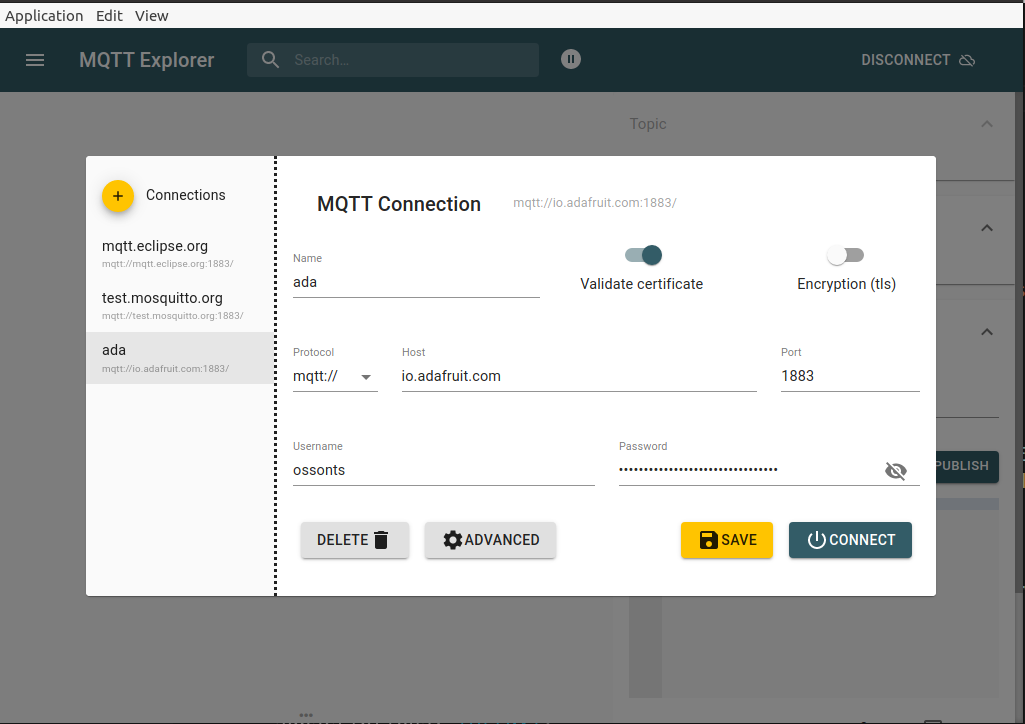 Application Edit View
MQTT Explorer Search... DISCONNECT
Topic
Connections
mqtt.eclipse.org
mqtt://mqtt.eclipse.org:1883/
test.mosquitto.org
mqtt://test.mosquitto.org:1883/
ada
mqtt://io.adafruit.com:1883/
MQTT Connection mqtt://io.adafruit.com:1883/
Name
ada
Validate certificate
Encryption (tls)
Protocol Host Port
mqtt:// io.adafruit.com 1883
Username Password
ossonts ••••••••••••••••••••••••••••••••
PUBLISH
DELETE ADVANCED SAVE CONNECT